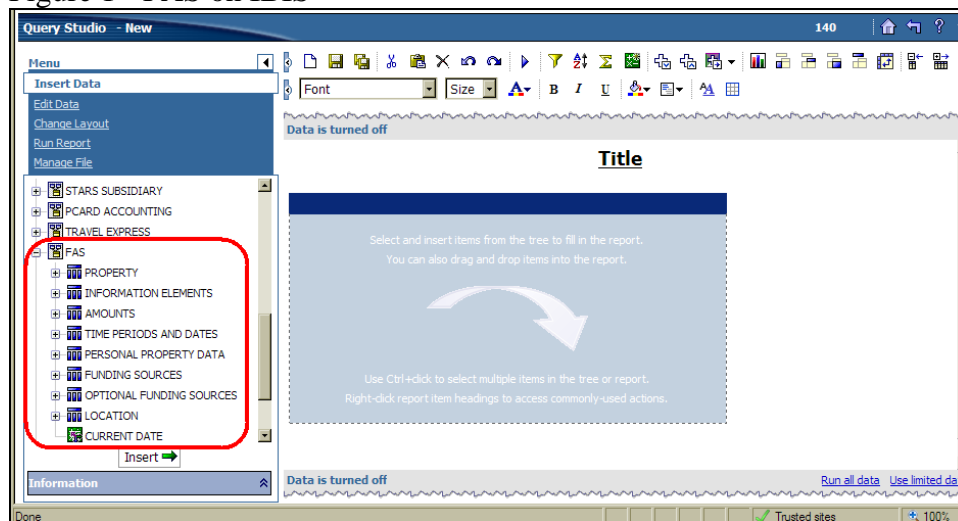 Query Studio - New
140
?
Menu
Insert Data
Edit Data
Change Layout
Run Report
Manage File
Font
Size
A
B
I
U
Data is turned off
Title
STARS SUBSIDIARY
PCARD ACCOUNTING
TRAVEL EXPRESS
FAS
PROPERTY
INFORMATION ELEMENTS
AMOUNTS
TIME PERIODS AND DATES
PERSONAL PROPERTY DATA
FUNDING SOURCES
OPTIONAL FUNDING SOURCES
LOCATION
CURRENT DATE
Insert
Information
Select and insert items from the tree to fill in the report.
You can also drag and drop items into the report.
Use Ctrl+click to select multiple items in the tree or report.
Right-click report item headings to access commonly-used actions.
Data is turned off
Run all data Use limited da
Done
Trusted sites
100%